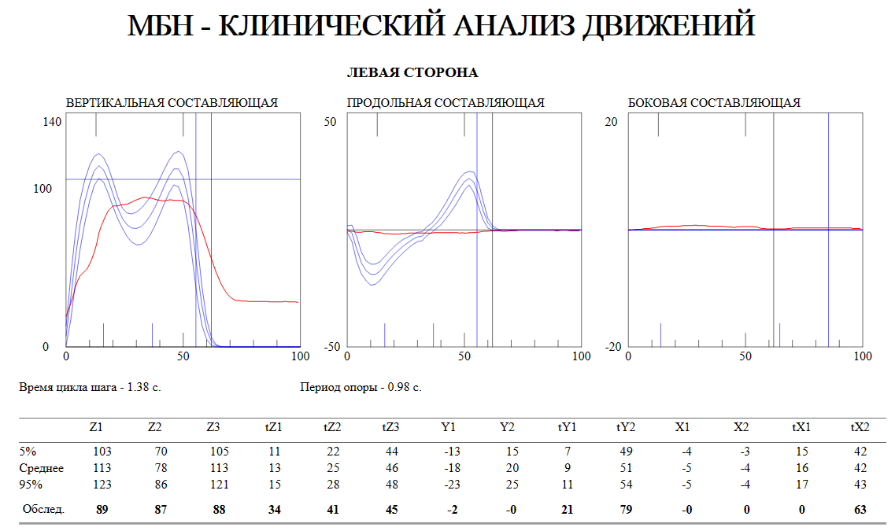 МБН - КЛИНИЧЕСКИЙ АНАЛИЗ ДВИЖЕНИЙ
ЛЕВАЯ СТОРОНА
ВЕРТИКАЛЬНАЯ СОСТАВЛЯЮЩАЯ ПРОДОЛЬНАЯ СОСТАВЛЯЮЩАЯ БОКОВАЯ СОСТАВЛЯЮЩАЯ
140 50 20
100
0 -50 -20
0 50 100 0 50 100 0 50 100
Время цикла шага - 1.38 с. Период опоры - 0.98 с.
Z1 Z2 Z3 tZ1 tZ2 tZ3 Y1 Y2 tY1 tY2 X1 X2 tX1 tX2
5% 103 70 105 11 22 44 -13 15 7 49 -4 -3 15 42
Среднее 113 78 113 13 25 46 -18 20 9 51 -5 -4 16 42
95% 123 86 121 15 28 48 -23 25 11 54 -5 -4 17 43
Обслед. 89 87 88 34 41 45 -2 -0 21 79 -0 0 0 63